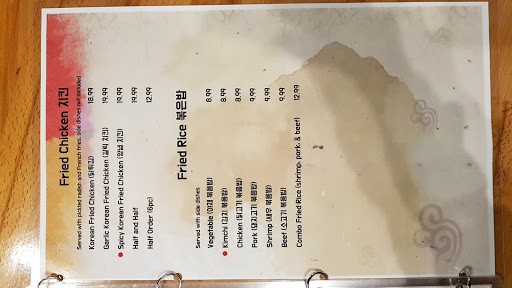 Fried Chicken 치킨
Served with pickled radish and French fries, side dishes not included
Korean Fried Chicken (닭튀김) 18.99
Garlic Korean Fried Chicken (갈릭 치킨) 19.99
Spicy Korean Fried Chicken (양념 치킨) 19.99
Half and Half 19.99
Half Order (6pc) 12.99
Fried Rice 볶은밥
Served with side dishes
Vegetable (야채 볶음밥) 8.99
Kimchi (김치 볶음밥) 8.99
Chicken (닭고기 볶음밥) 8.99
Pork (돼지고기 볶음밥) 9.99
Shrimp (새우 볶음밥) 9.99
Beef (소고기 볶음밥) 9.99
Combo Fried Rice (shrimp, pork, & beef) 12.99